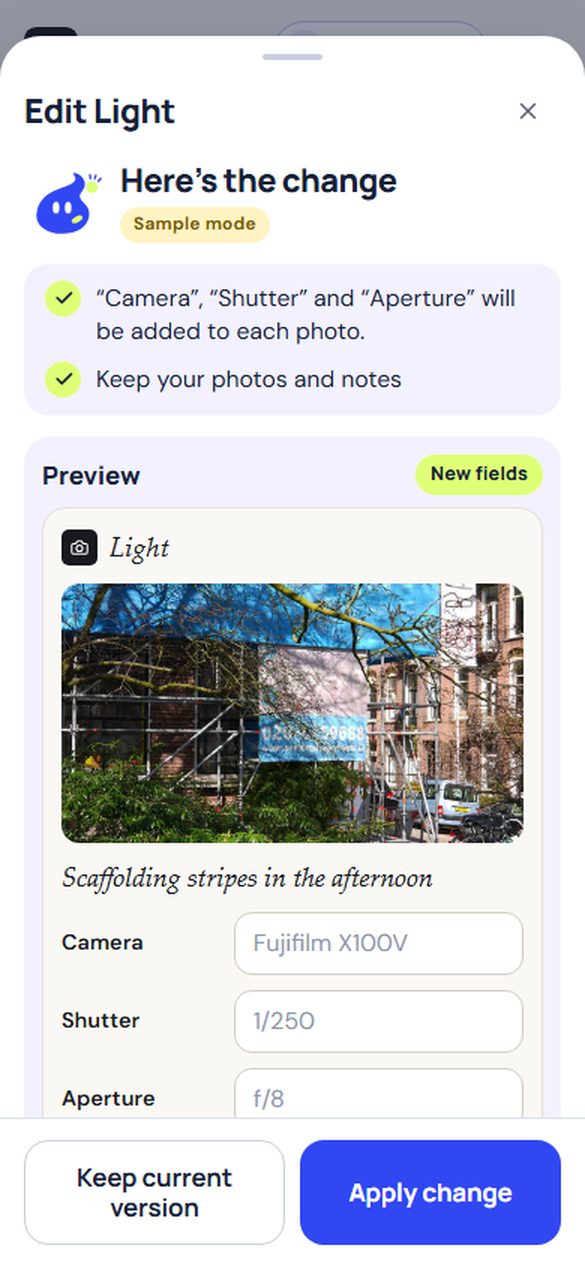 Edit Light
Here's the change
Sample mode
“Camera”, “Shutter” and “Aperture” will
be added to each photo.
Keep your photos and notes
Preview
New fields
Light
Scaffolding stripes in the afternoon
Camera
Fujifilm X100V
Shutter
1/250
Aperture
f/8
Keep current
version
Apply change